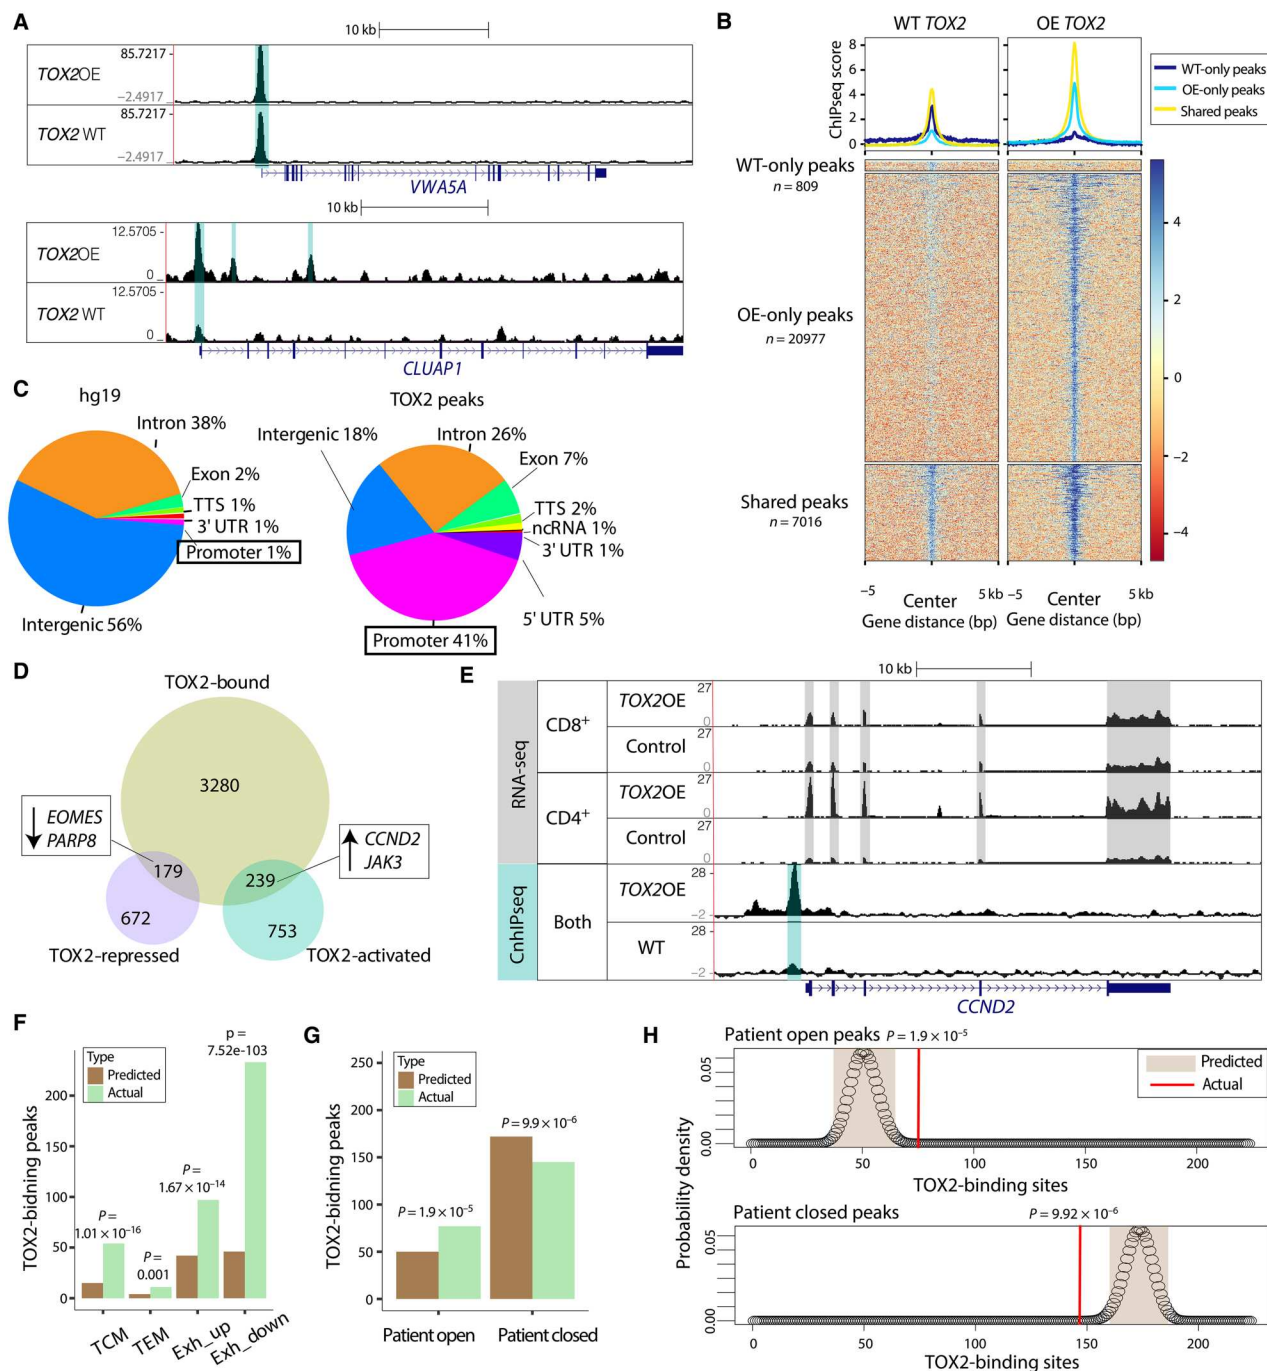 A
10 kb
TOX2OE
85.7217
−2.4917
TOX2 WT
85.7217
−2.4917
VWA5A
10 kb
TOX2OE
12.5705
0
TOX2 WT
12.5705
0
CLUAP1
B
WT TOX2
OE TOX2
ChIPseq score
8
6
4
2
0
WT-only peaks
OE-only peaks
Shared peaks
WT-only peaks
n = 809
OE-only peaks
n = 20977
Shared peaks
n = 7016
4
2
0
−2
−4
−5
Center
5 kb
Gene distance (bp)
−5
Center
5 kb
Gene distance (bp)
C
hg19
Intron 38%
Exon 2%
TTS 1%
3' UTR 1%
Promoter 1%
Intergenic 56%
TOX2 peaks
Intergenic 18%
Intron 26%
Exon 7%
TTS 2%
ncRNA 1%
3' UTR 1%
5' UTR 5%
Promoter 41%
D
TOX2-bound
3280
EOMES
PARP8
CCND2
JAK3
179
239
672
753
TOX2-repressed
TOX2-activated
E
10 kb
RNA-seq
CD8+
TOX2OE
27
0
Control
27
0
CD4+
TOX2OE
27
0
Control
27
0
CnhIPseq
Both
TOX2OE
28
−2
WT
28
−2
CCND2
F
TOX2-bidning peaks
200
150
100
50
0
Type
Predicted
Actual
P =
1.01 × 10−16
P =
0.001
P =
1.67 × 10−14
p =
7.52e-103
TCM
TEM
Exh_up
Exh_down
G
TOX2-binding peaks
250
200
150
100
50
0
Type
Predicted
Actual
P = 1.9 × 10−5
P = 9.9 × 10−6
Patient open
Patient closed
H
Patient open peaks P = 1.9 × 10−5
Predicted
Actual
Probability density
0.05
0.00
0
50
100
150
200
TOX2-binding sites
Patient closed peaks
P = 9.92 × 10−6
0.05
0.00
0
50
100
150
200
TOX2-binding sites